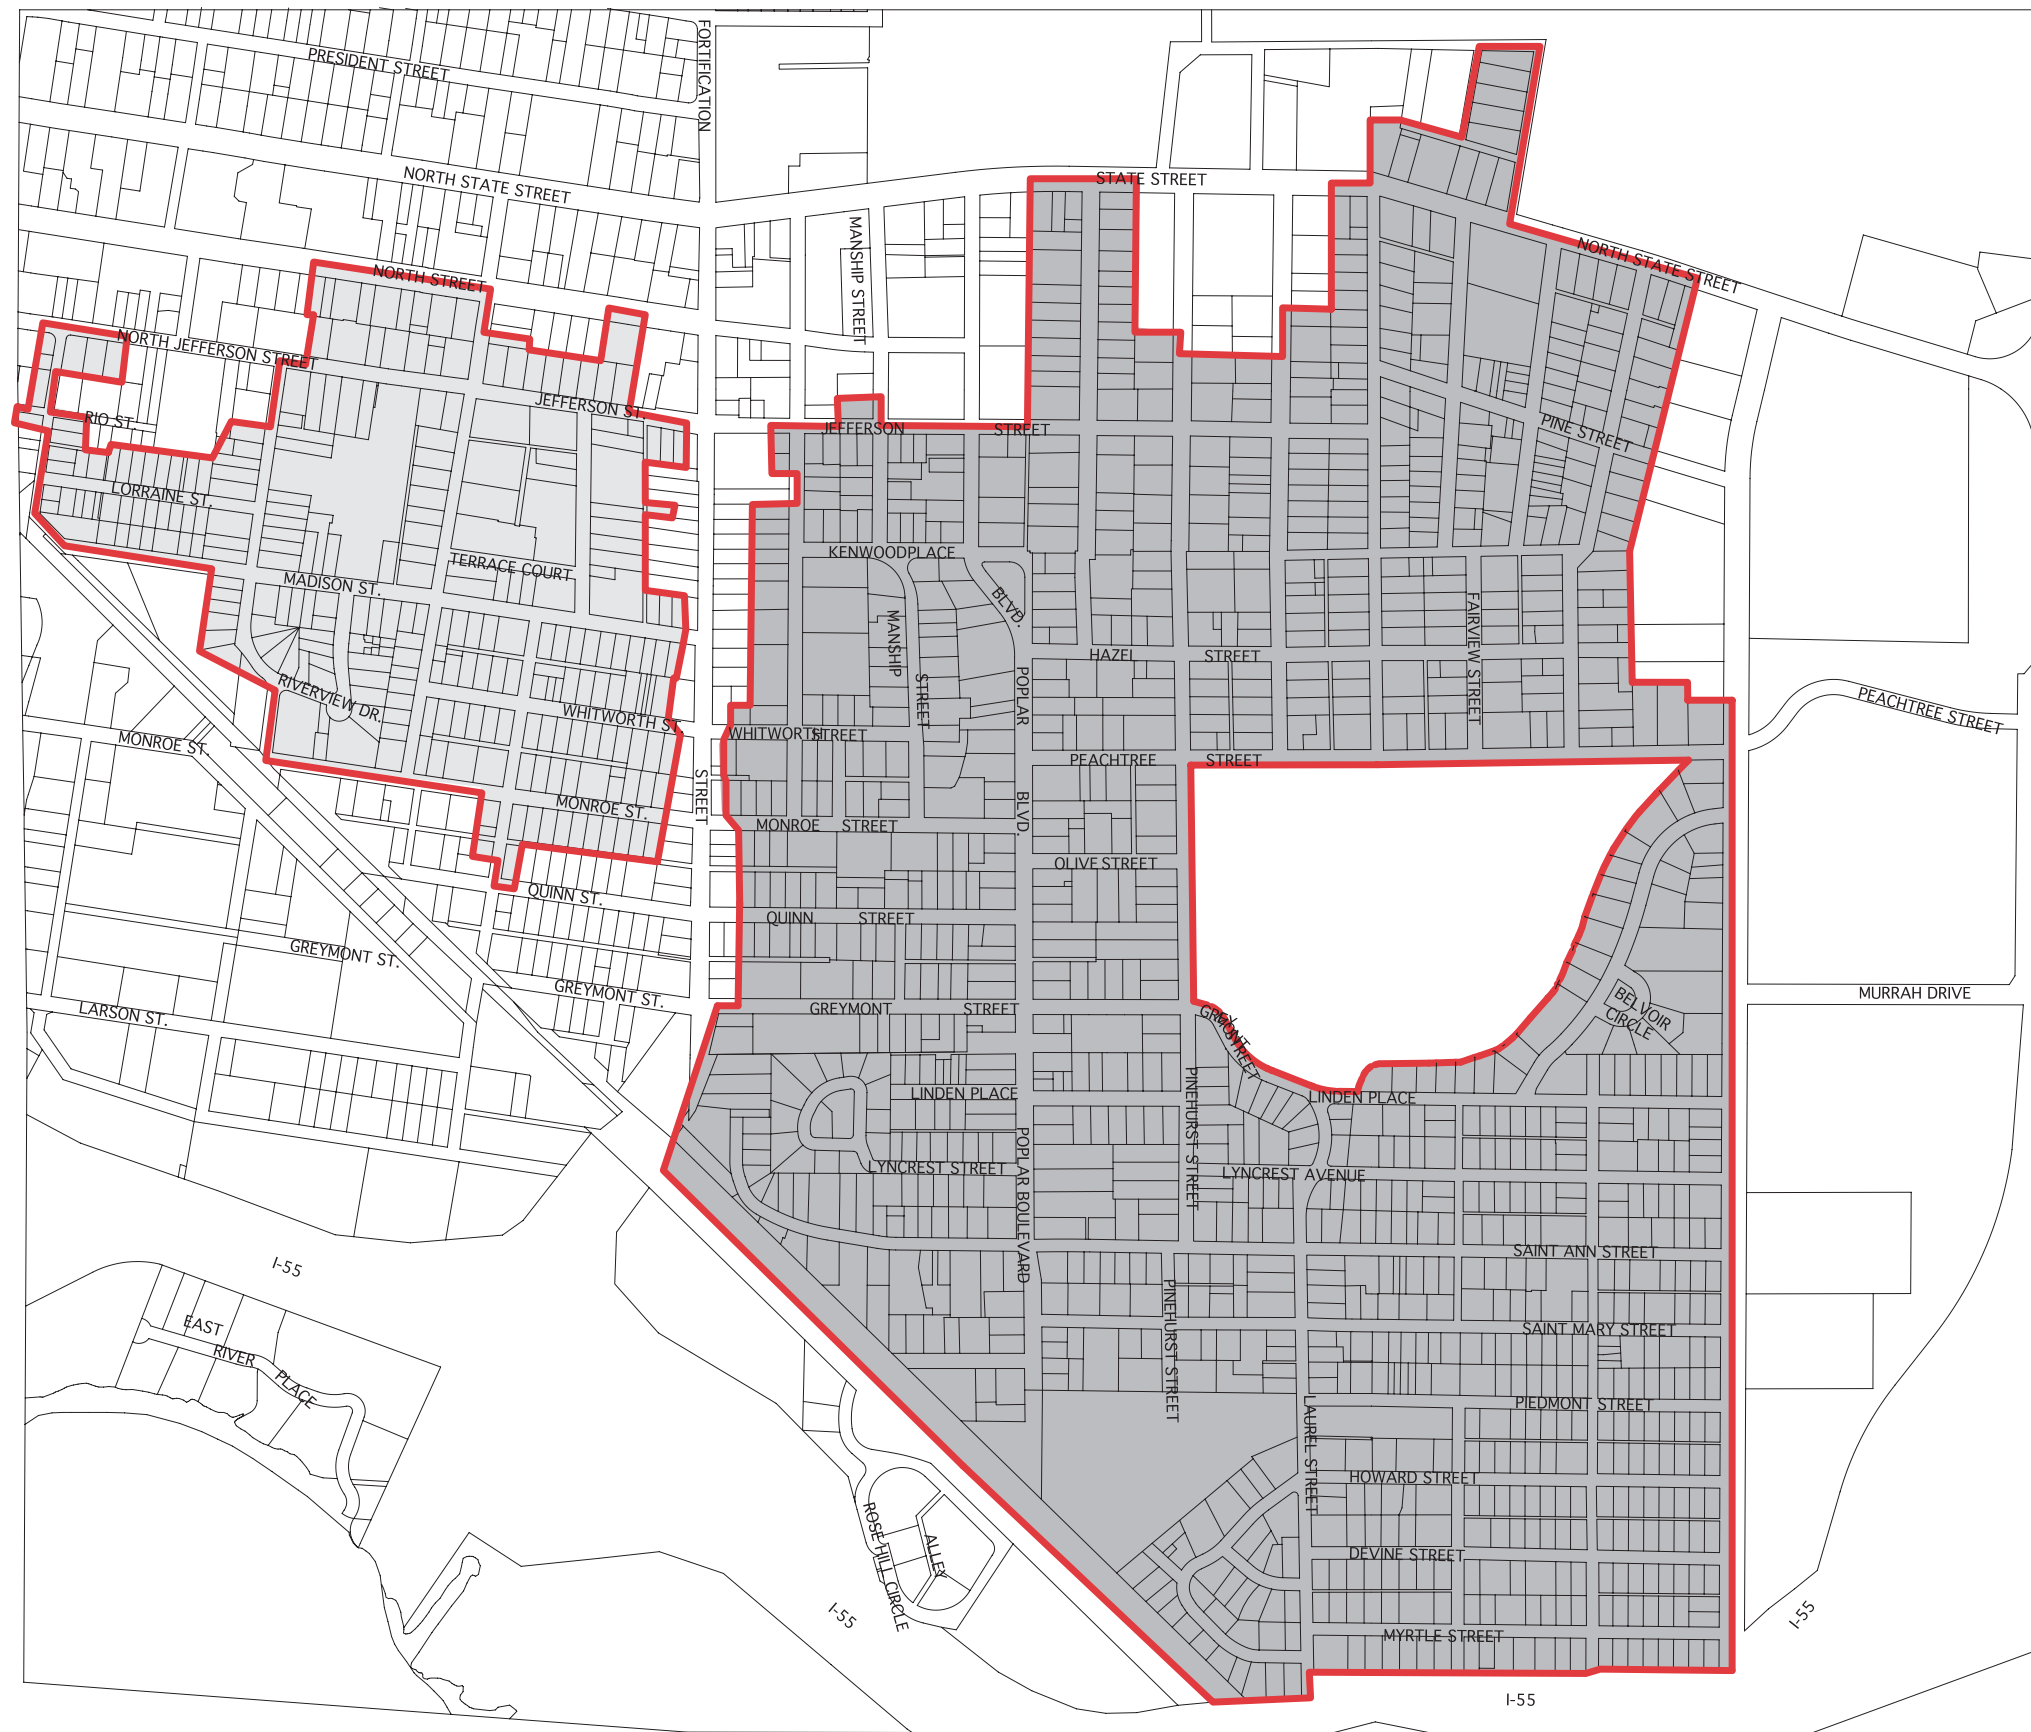 PRESIDENT STREET
FORTIFICATION
NORTH STATE STREET
STATE STREET
MANSHIP STREET
NORTH STREET
NORTH STATE STREET
NORTH JEFFERSON STREET
JEFFERSON ST.
RIO ST.
JEFFERSON
STREET
PINE STREET
LORRAINE ST.
KENWOODPLACE
TERRACE COURT
MADISON ST.
BLVD.
FAIRVIEW STREET
MANSHIP
STREET
HAZEL
STREET
POPLAR
RIVERVIEW DR.
PEACHTREE STREET
WHITWORTH ST.
WHITWORTH
STREET
MONROE ST.
PEACHTREE
STREET
STREET
BLVD.
MONROE ST.
MONROE
STREET
OLIVE STREET
QUINN ST.
QUINN
STREET
GREYMONT ST.
GREYMONT ST.
MURRAH DRIVE
BELVOIR
CIRCLE
LARSON ST.
GREYMONT
STREET
GREYMONT
STREET
LINDEN PLACE
PINEHURST STREET
LINDEN PLACE
LYNCREST STREET
POPLAR BOULEVARD
LYNCREST AVENUE
SAINT ANN STREET
I-55
PINEHURST STREET
EAST
RIVER
PLACE
SAINT MARY STREET
LAUREL STREET
PIEDMONT STREET
HOWARD STREET
ROSE HILL CIRCLE
ALLEY
DEVINE STREET
I-55
I-55
MYRTLE STREET
I-55